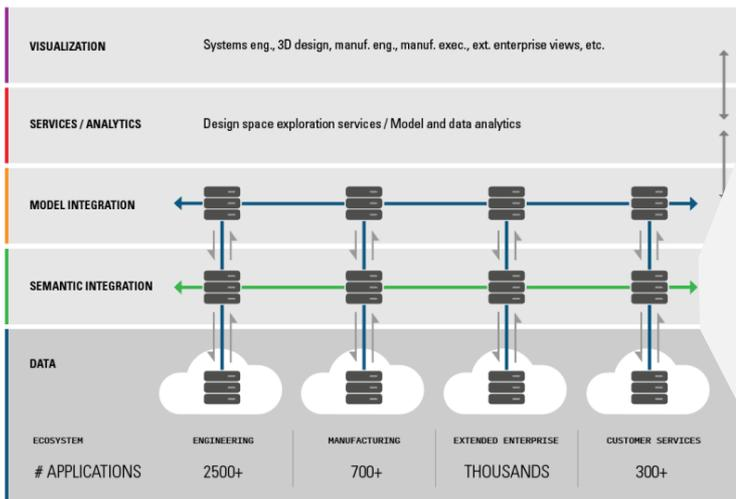 VISUALIZATION Systems eng., 3D design, manuf. eng., manuf. exec., ext. enterprise views, etc.
SERVICES / ANALYTICS Design space exploration services / Model and data analytics
MODEL INTEGRATION
SEMANTIC INTEGRATION
DATA
ECOSYSTEM ENGINEERING MANUFACTURING EXTENDED ENTERPRISE CUSTOMER SERVICES
# APPLICATIONS 2500+ 700+ THOUSANDS 300+